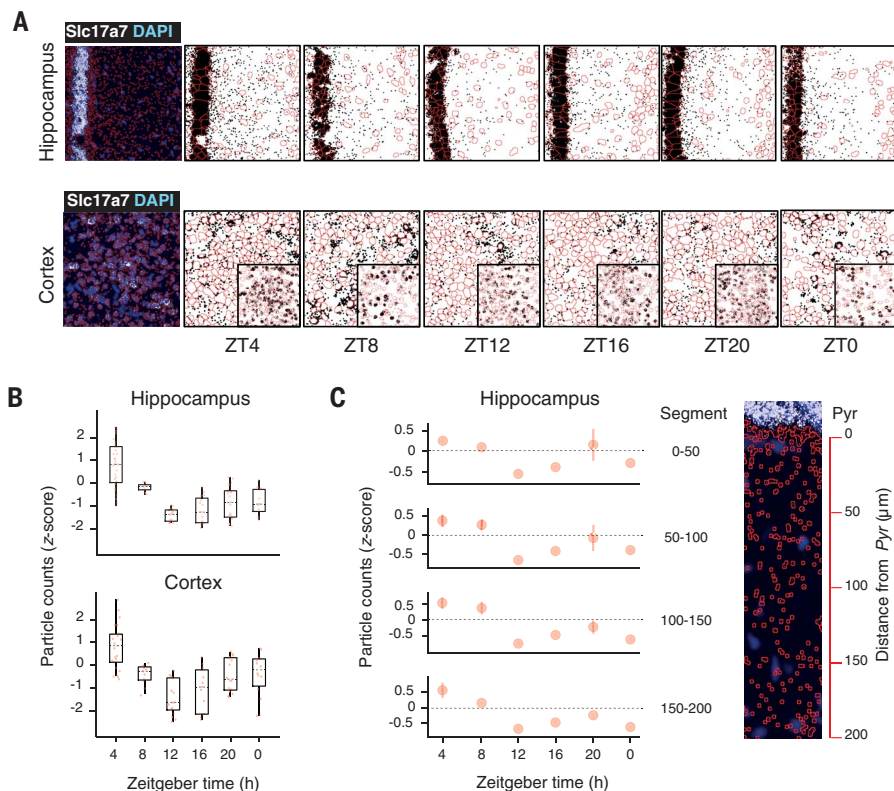 A
Slc17a7 DAPI
Hippocampus
Slc17a7 DAPI
Cortex
ZT4 ZT8 ZT12 ZT16 ZT20 ZT0
B
Hippocampus
2
1
0
-1
-2
Cortex
2
1
0
-1
-2
Particle counts (z-score)
4 8 12 16 20 0
Zeitgeber time (h)
C
Hippocampus
Segment
0.5
-0.5
0-50
0.5
-0.5
50-100
0.5
-0.5
100-150
0.5
-0.5
150-200
Particle counts (z-score)
4 8 12 16 20 0
Zeitgeber time (h)
Pyr
0
50
100
150
200
Distance from Pyr (µm)